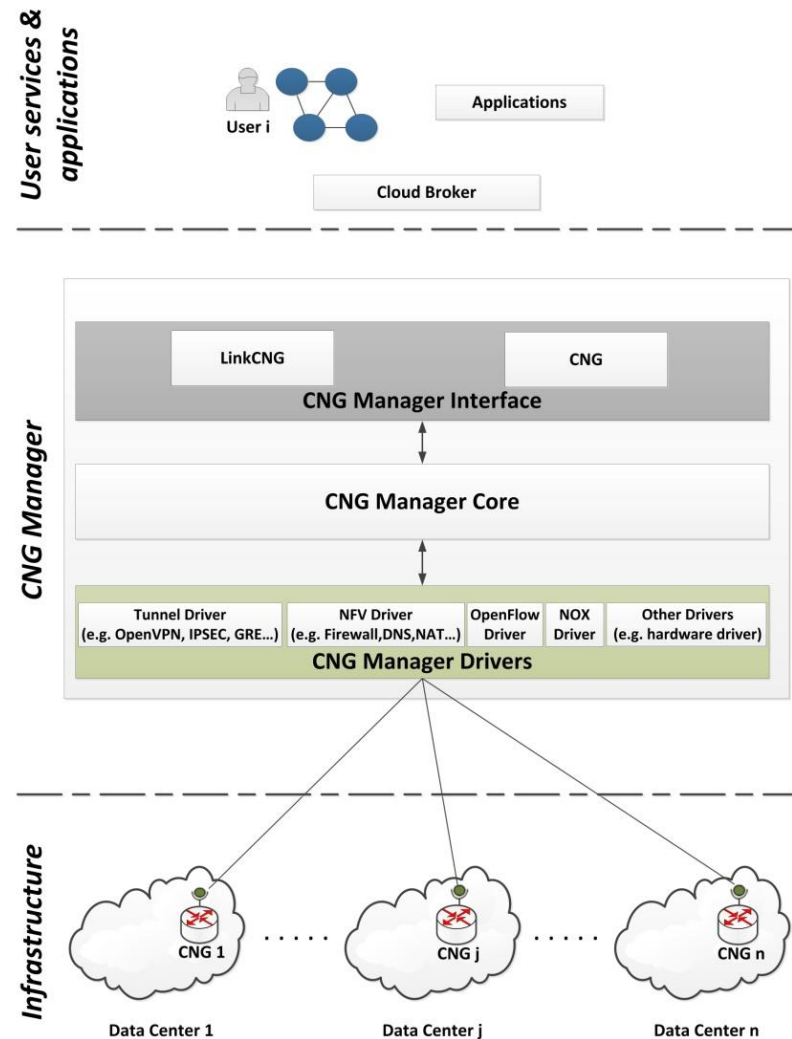 User services &
applications
User i
Applications
Cloud Broker
CNG Manager
LinkCNG
CNG
CNG Manager Interface
CNG Manager Core
Tunnel Driver
(e.g. OpenVPN, IPSEC, GRE...)
NFV Driver
(e.g. Firewall,DNS,NAT...)
OpenFlow
Driver
NOX
Driver
Other Drivers
(e.g. hardware driver)
CNG Manager Drivers
Infrastructure
CNG 1
. . . . .
CNG j
. . . . .
CNG n
Data Center 1
Data Center j
Data Center n